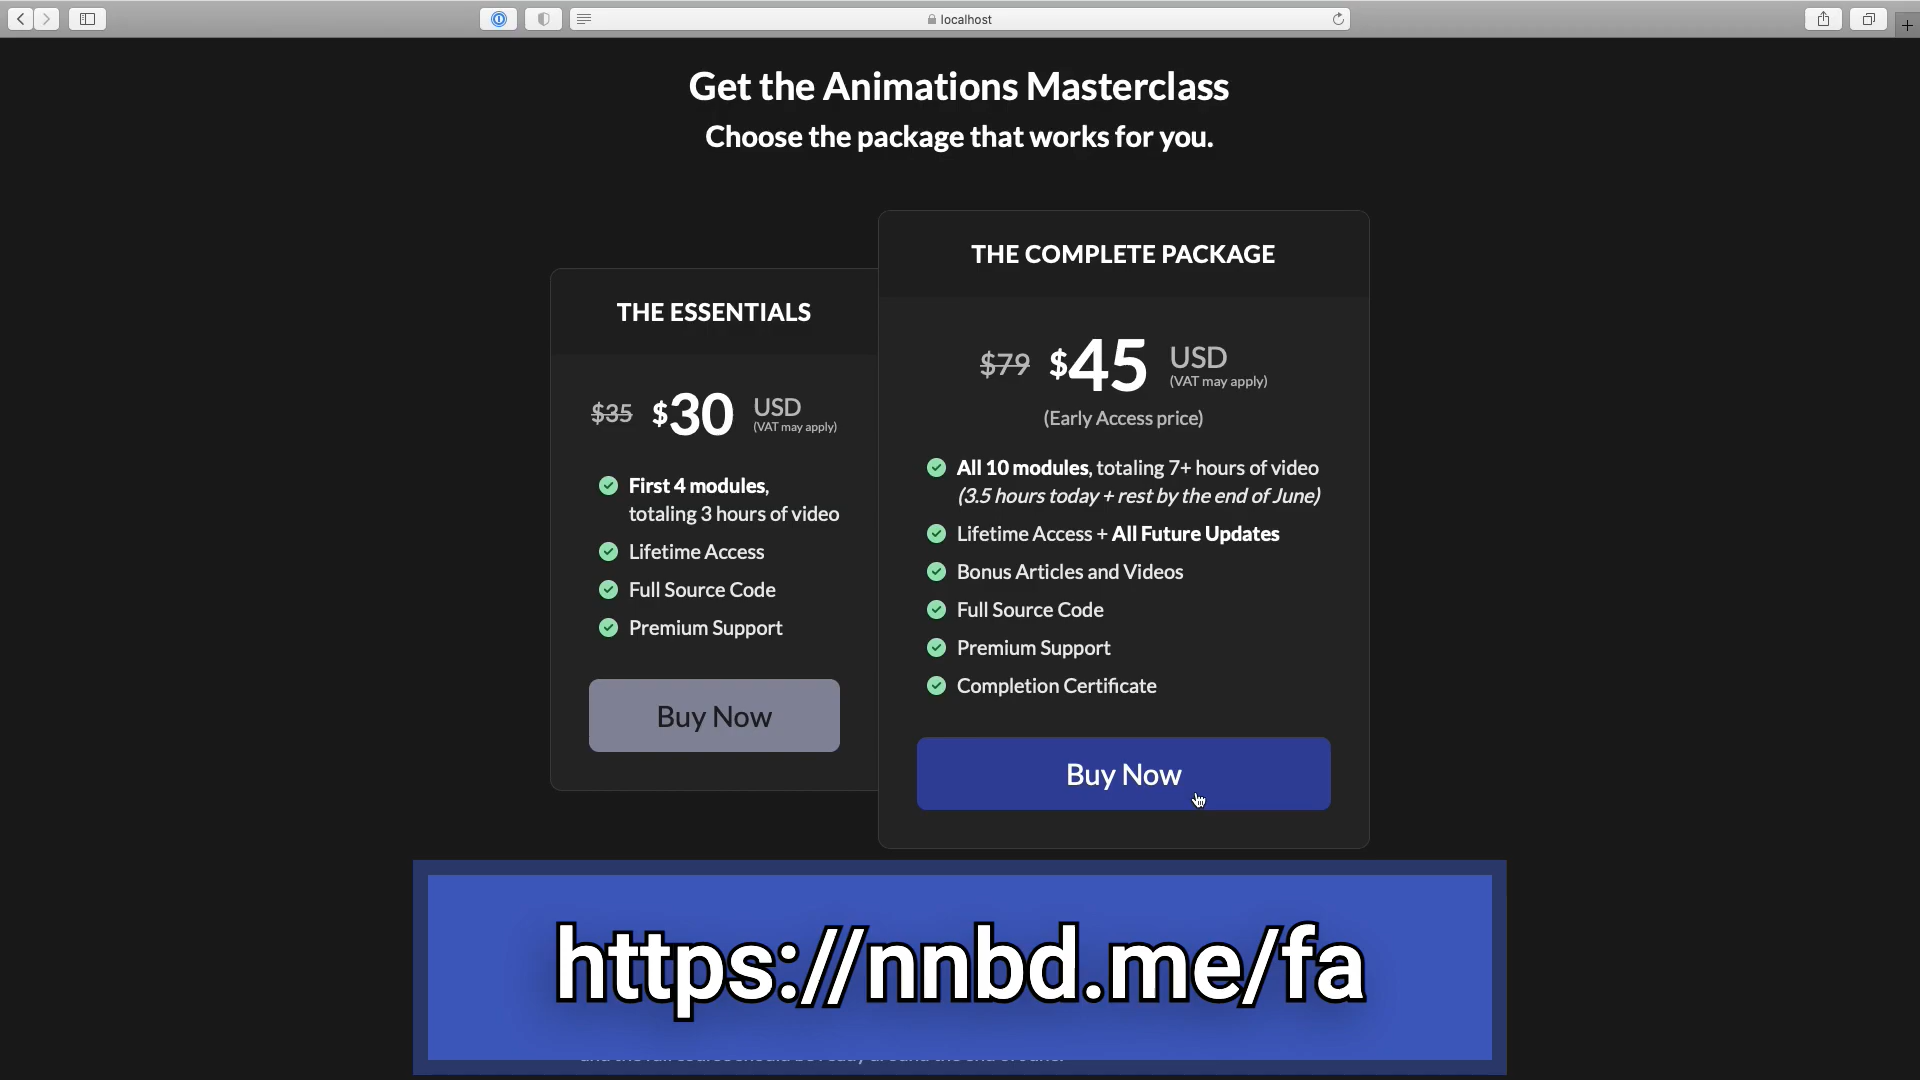 localhost
Get the Animations Masterclass
Choose the package that works for you.
THE ESSENTIALS
$35 $30 USD
(VAT may apply)
First 4 modules,
totaling 3 hours of video
Lifetime Access
Full Source Code
Premium Support
Buy Now
THE COMPLETE PACKAGE
$79 $45 USD
(VAT may apply)
(Early Access price)
All 10 modules, totaling 7+ hours of video
(3.5 hours today + rest by the end of June)
Lifetime Access + All Future Updates
Bonus Articles and Videos
Full Source Code
Premium Support
Completion Certificate
Buy Now
https://nnbd.me/fa